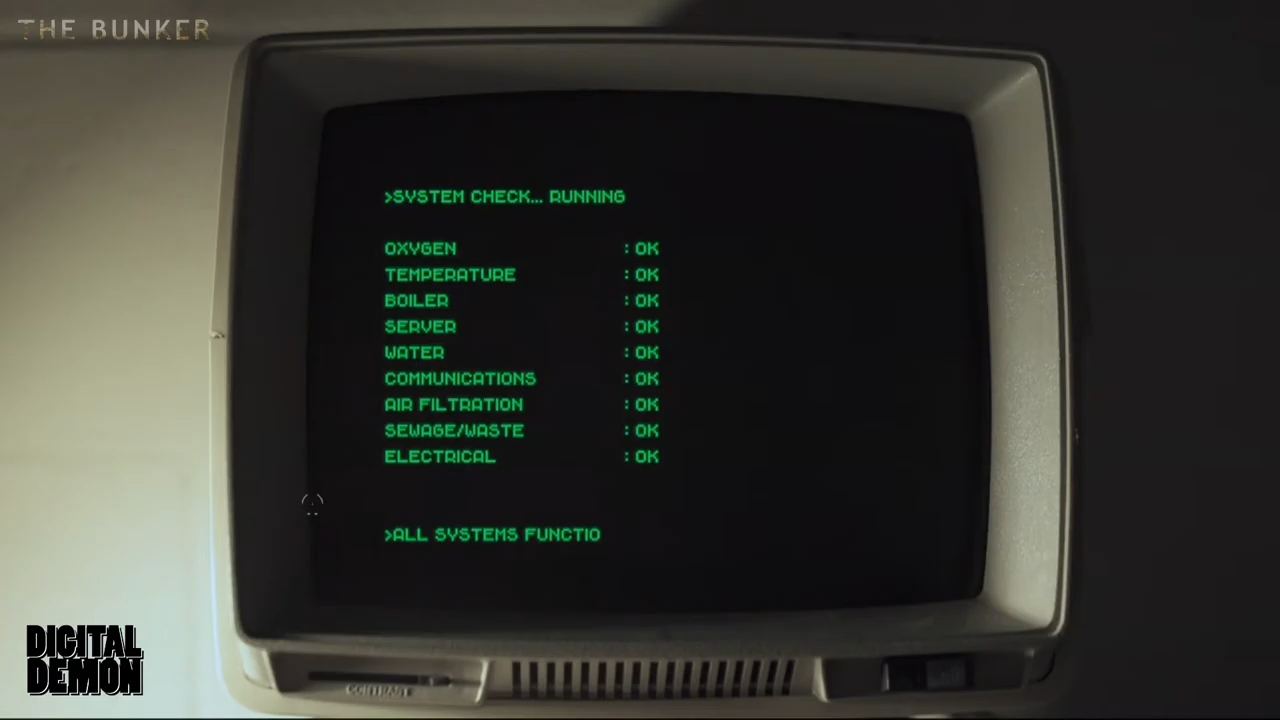 THE BUNKER
>SYSTEM CHECK... RUNNING
OXYGEN : OK
TEMPERATURE : OK
BOILER : OK
SERVER : OK
WATER : OK
COMMUNICATIONS : OK
AIR FILTRATION : OK
SEWAGE/WASTE : OK
ELECTRICAL : OK
>ALL SYSTEMS FUNCTIO
CONTRAST
DIGITAL
DEMON